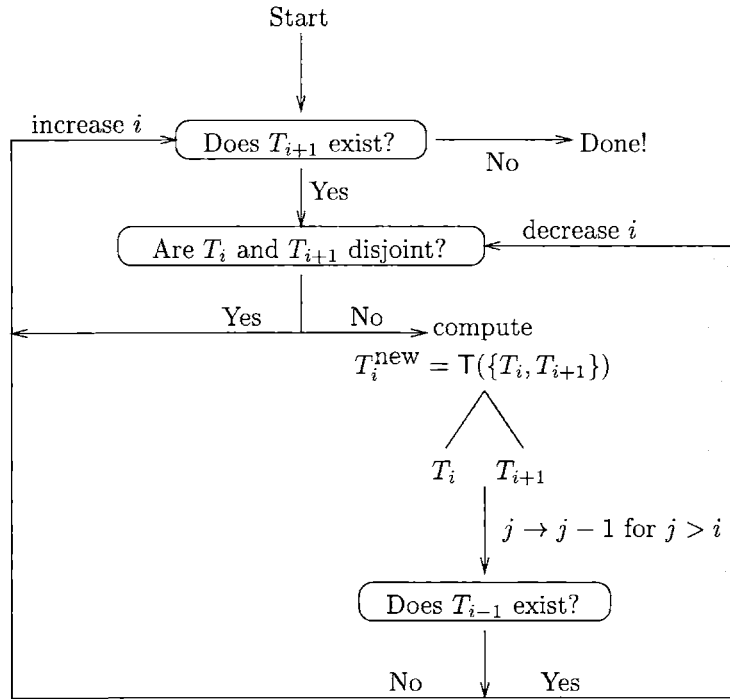 Start
increase i
Does T_{i+1} exist?
No
Done!
Yes
Are T_i and T_{i+1} disjoint?
decrease i
Yes
No
compute
T_i^{new} = T({T_i, T_{i+1}})
T_i
T_{i+1}
j → j − 1 for j > i
Does T_{i−1} exist?
No
Yes